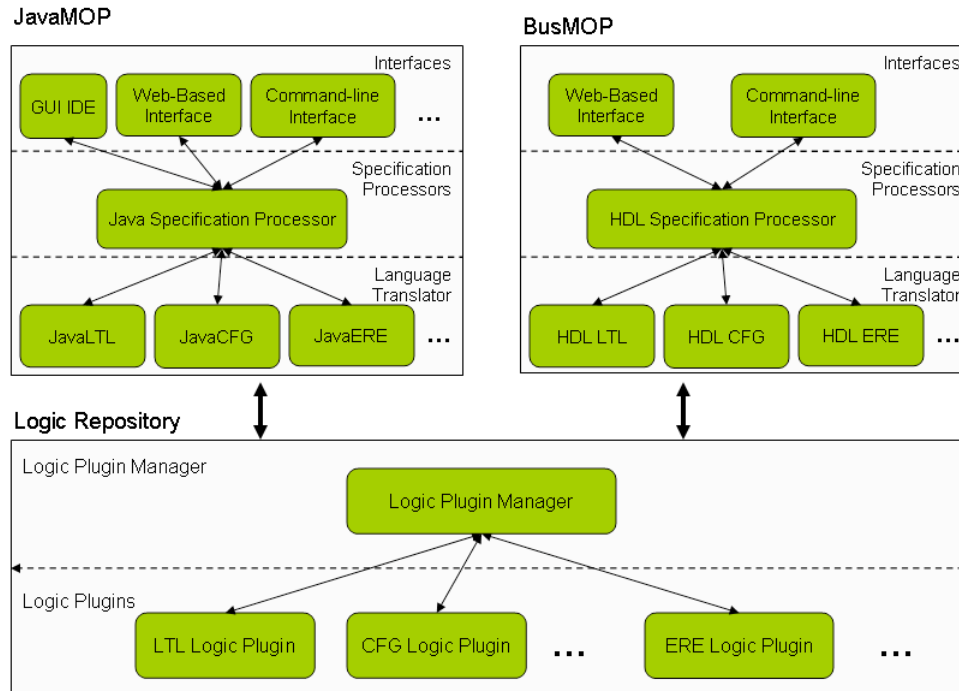 JavaMOP
Interfaces
GUI IDE
Web-Based
Interface
Command-line
Interface
...
Specification
Processors
Java Specification Processor
Language
Translator
JavaLTL
JavaCFG
JavaERE
...
BusMOP
Interfaces
Web-Based
Interface
Command-line
Interface
Specification
Processors
HDL Specification Processor
Language
Translator
HDL LTL
HDL CFG
HDL ERE
...
Logic Repository
Logic Plugin Manager
Logic Plugin Manager
Logic Plugins
LTL Logic Plugin
CFG Logic Plugin
...
ERE Logic Plugin
...